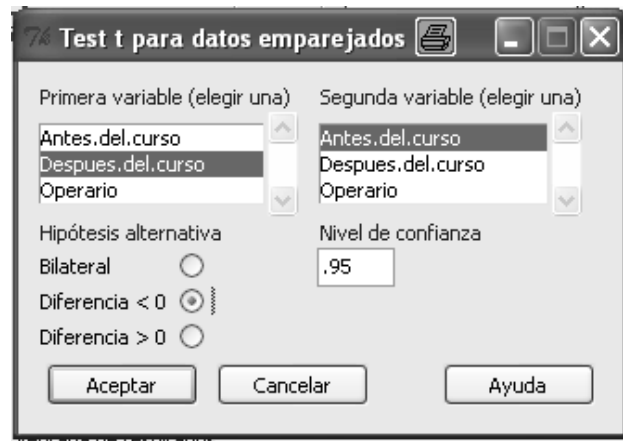 Test t para datos emparejados
Primera variable (elegir una) Segunda variable (elegir una)
Antes.del.curso Antes.del.curso
Despues.del.curso Despues.del.curso
Operario Operario
Hipótesis alternativa Nivel de confianza
Bilateral .95
Diferencia < 0
Diferencia > 0
Aceptar Cancelar Ayuda